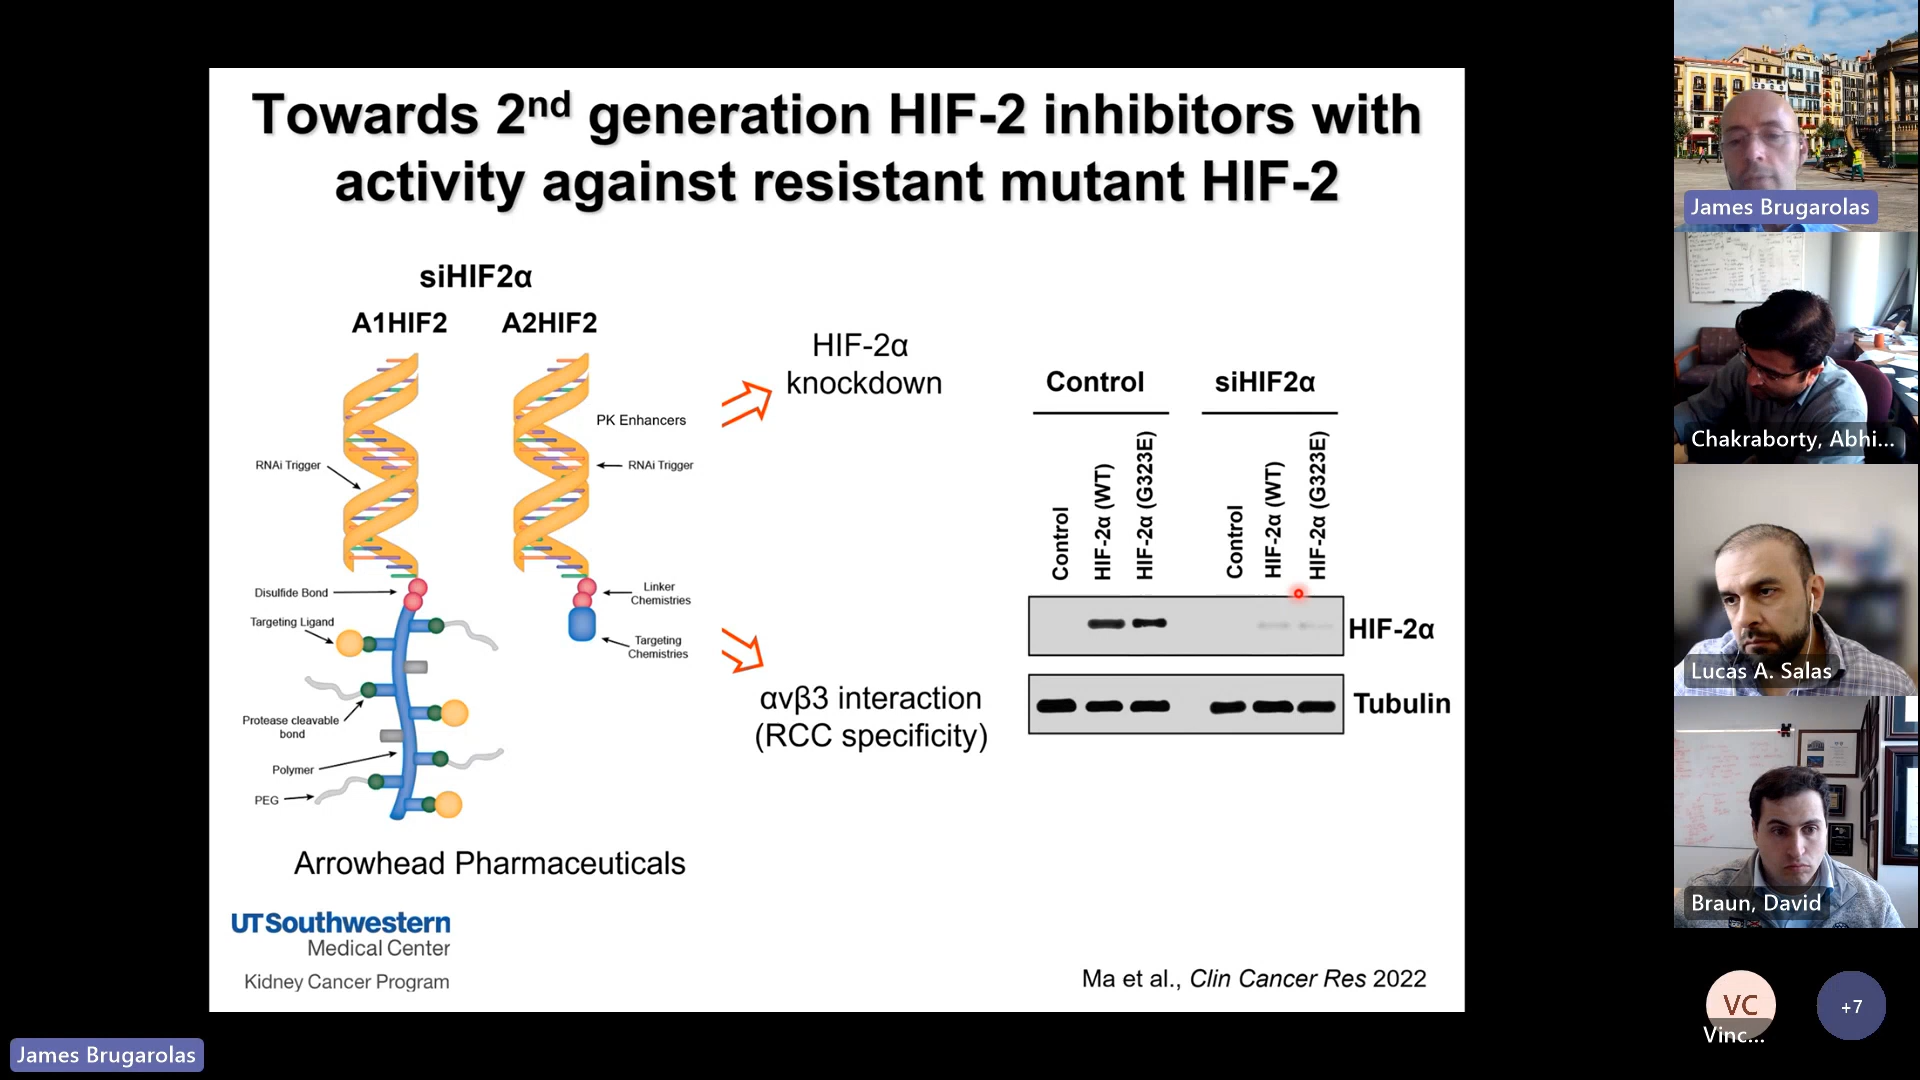 Towards 2nd generation HIF-2 inhibitors with
activity against resistant mutant HIF-2
siHIF2α
A1HIF2
A2HIF2
RNAi Trigger
PK Enhancers
RNAi Trigger
Disulfide Bond
Targeting Ligand
Linker
Chemistries
Targeting
Chemistries
Protease cleavable
bond
Polymer
PEG
Arrowhead Pharmaceuticals
HIF-2α
knockdown
αvβ3 interaction
(RCC specificity)
Control
siHIF2α
Control
HIF-2α (WT)
HIF-2α (G323E)
Control
HIF-2α (WT)
HIF-2α (G323E)
HIF-2α
Tubulin
UTSouthwestern
Medical Center
Kidney Cancer Program
Ma et al., Clin Cancer Res 2022
James Brugarolas
James Brugarolas
Chakraborty, Abhi...
Lucas A. Salas
Braun, David
VC
Vinc...
+7